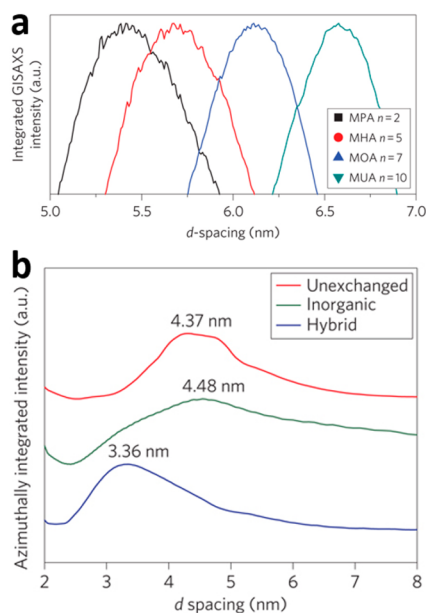 a
Integrated GISAXS
intensity (a.u.)
MPA n = 2
MHA n = 5
MOA n = 7
MUA n = 10
5.0 5.5 6.0 6.5 7.0
d-spacing (nm)
b
Azimuthally integrated intensity (a.u.)
Unexchanged
Inorganic
Hybrid
4.37 nm
4.48 nm
3.36 nm
2 3 4 5 6 7 8
d spacing (nm)